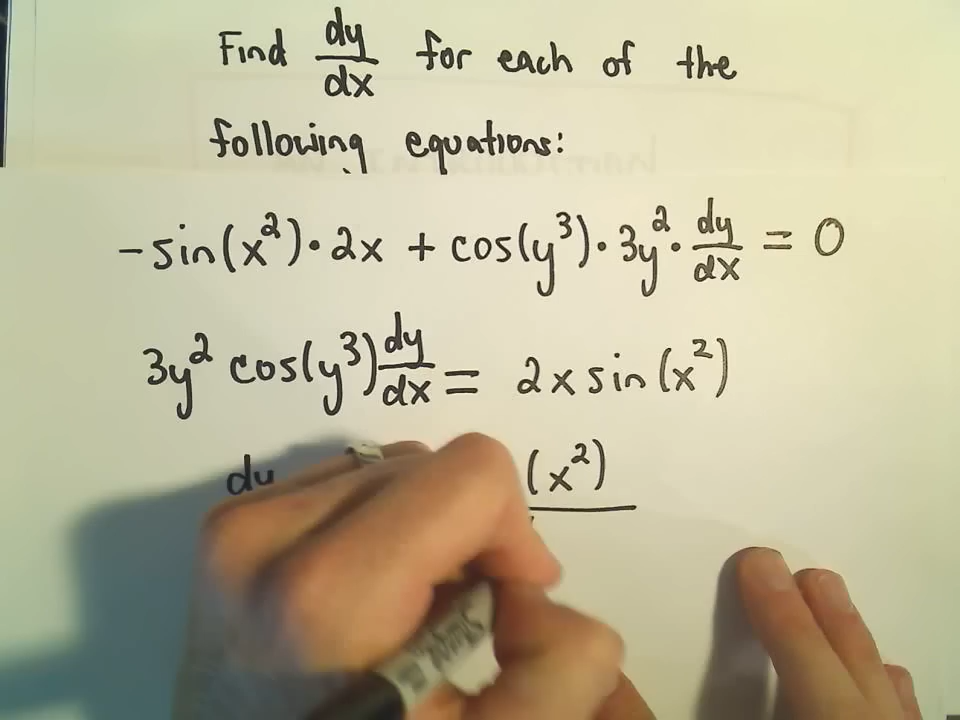 Find dy/dx for each of the
following equations:
-sin(x²)·2x + cos(y³)·3y²·dy/dx = 0
3y² cos(y³) dy/dx = 2x sin(x²)
dy (x²)